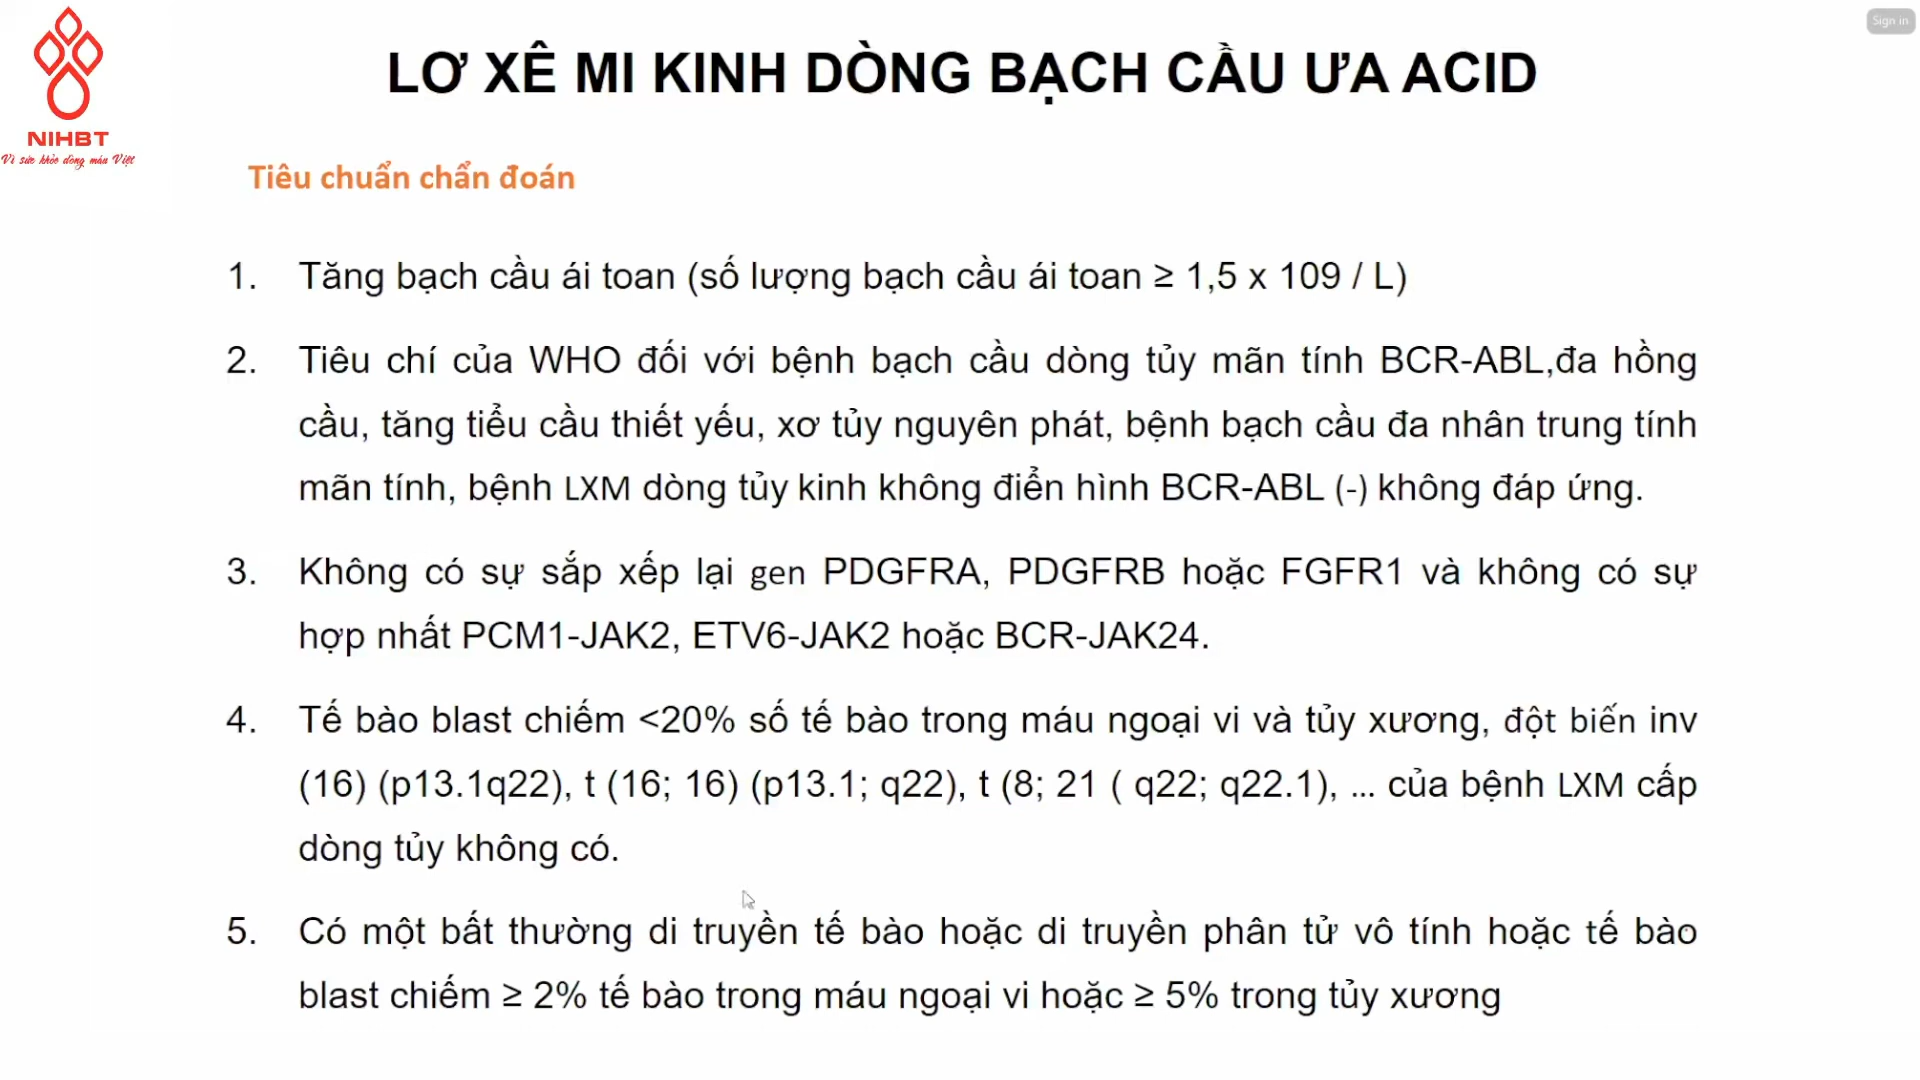 Sign in
LƠ XÊ MI KINH DÒNG BẠCH CẦU ƯA ACID
NIHBT
Vì sức khỏe dòng máu Việt
Tiêu chuẩn chẩn đoán
1. Tăng bạch cầu ái toan (số lượng bạch cầu ái toan ≥ 1,5 x 109 / L)
2. Tiêu chí của WHO đối với bệnh bạch cầu dòng tủy mãn tính BCR-ABL,đa hồng
cầu, tăng tiểu cầu thiết yếu, xơ tủy nguyên phát, bệnh bạch cầu đa nhân trung tính
mãn tính, bệnh LXM dòng tủy kinh không điển hình BCR-ABL (-) không đáp ứng.
3. Không có sự sắp xếp lại gen PDGFRA, PDGFRB hoặc FGFR1 và không có sự
hợp nhất PCM1-JAK2, ETV6-JAK2 hoặc BCR-JAK24.
4. Tế bào blast chiếm <20% số tế bào trong máu ngoại vi và tủy xương, đột biến inv
(16) (p13.1q22), t (16; 16) (p13.1; q22), t (8; 21 ( q22; q22.1), ... của bệnh LXM cấp
dòng tủy không có.
5. Có một bất thường di truyền tế bào hoặc di truyền phân tử vô tính hoặc tế bào
blast chiếm ≥ 2% tế bào trong máu ngoại vi hoặc ≥ 5% trong tủy xương